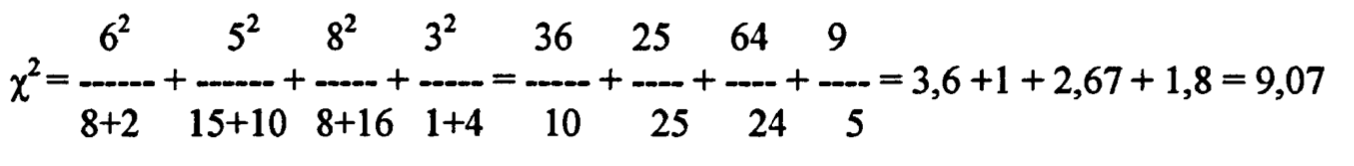 6² 5² 8² 3² 36 25 64 9
χ²= ------ + ------- + ----- + ----- = ----- + ---- + ---- + ---- = 3,6 +1 + 2,67 + 1,8 = 9,07
8+2 15+10 8+16 1+4 10 25 24 5